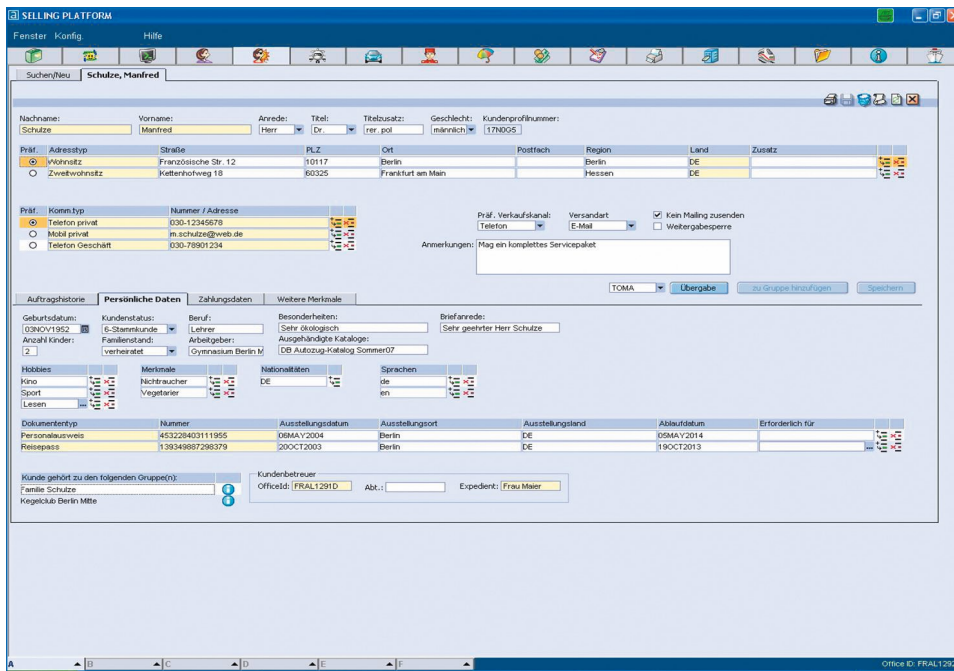 SELLING PLATFORM
Fenster Konfig. Hilfe
Suchen/Neu Schulze, Manfred
Nachname: Vorname: Anrede: Titel: Titelzusatz: Geschlecht: Kundenprofilnummer:
Schulze Manfred Herr Dr. rer. pol männlich 17N0G5
Präf. Adresstyp Straße PLZ Ort Postfach Region Land Zusatz
Wohnsitz Französische Str. 12 10117 Berlin Berlin DE
Zweitwohnsitz Kettenhofweg 18 60325 Frankfurt am Main Hessen DE
Präf. Komm.typ Nummer / Adresse
Telefon privat 030-12345678
Mobil privat m.schulze@web.de
Telefon Geschäft 030-78901234
Präf. Verkaufskanal: Versandart Kein Mailing zusenden
Telefon E-Mail Weitergabesperre
Anmerkungen: Mag ein komplettes Servicepaket
TOMA Übergabe zu Gruppe hinzufügen Speichern
Auftragshistorie Persönliche Daten Zahlungsdaten Weitere Merkmale
Geburtsdatum: Kundenstatus: Beruf: Besonderheiten: Briefanrede:
03NOV1952 6-Stammkunde Lehrer Sehr ökologisch Sehr geehrter Herr Schulze
Anzahl Kinder: Familienstand: Arbeitgeber: Ausgehändigte Kataloge:
2 verheiratet Gymnasium Berlin M DB Autozug-Katalog Sommer07
Hobbies Merkmale Nationalitäten Sprachen
Kino Nichtraucher DE de
Sport Vegetarier en
Lesen ...
Dokumententyp Nummer Ausstellungsdatum Ausstellungsort Ausstellungsland Ablaufdatum Erforderlich für
Personalausweis 453228403111955 06MAY2004 Berlin DE 05MAY2014
Reisepass 139349887298379 20OCT2003 Berlin DE 19OCT2013 ...
Kunde gehört zu den folgenden Gruppe(n):
Familie Schulze
Kegelclub Berlin Mitte
Kundenbetreuer
OfficeId: FRAL1291D Abt.: Expedient: Frau Maier
A B C D E F Office ID: FRAL1292